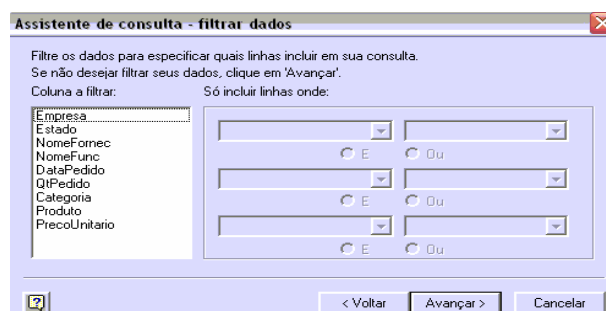 Assistente de consulta - filtrar dados
Filtre os dados para especificar quais linhas incluir em sua consulta.
Se não desejar filtrar seus dados, clique em 'Avançar'.
Coluna a filtrar: Só incluir linhas onde:
Empresa
Estado
NomeFornec
NomeFunc
DataPedido
QtPedido
Categoria
Produto
PrecoUnitario
E Ou
E Ou
E Ou
< Voltar Avançar > Cancelar